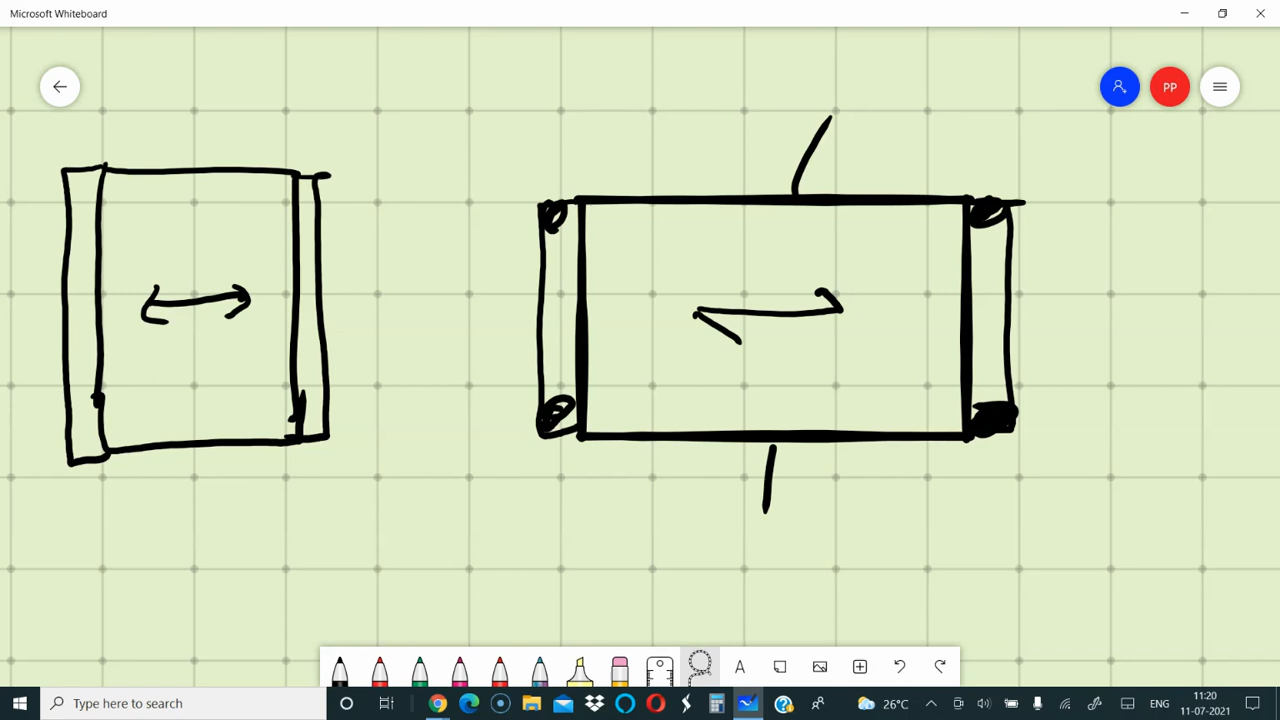 Microsoft Whiteboard
PP
A
Type here to search
26°C
ENG
11:20
11-07-2021